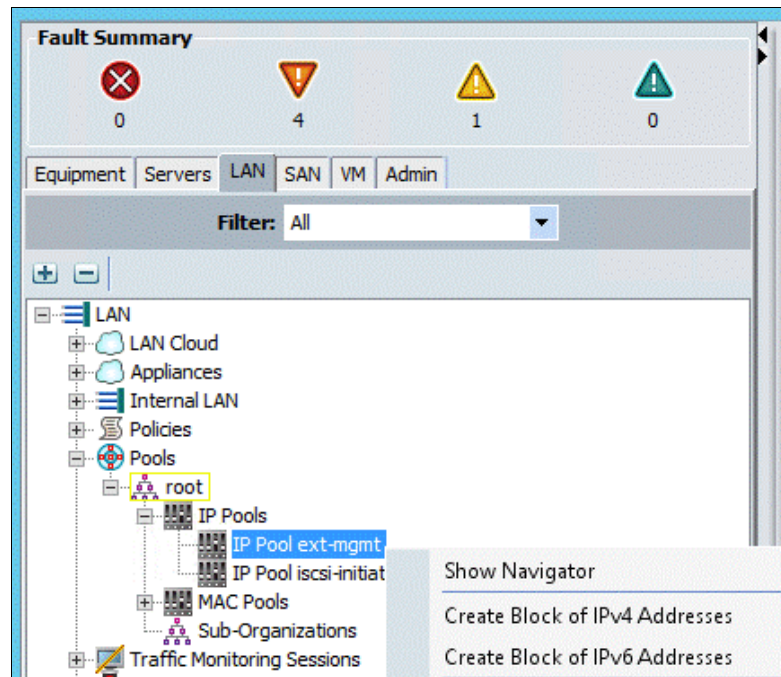 Fault Summary
0 4 1 0
Equipment Servers LAN SAN VM Admin
Filter: All
LAN
LAN Cloud
Appliances
Internal LAN
Policies
Pools
root
IP Pools
IP Pool ext-mgmt
IP Pool iscsi-initiat
MAC Pools
Sub-Organizations
Traffic Monitoring Sessions
Show Navigator
Create Block of IPv4 Addresses
Create Block of IPv6 Addresses